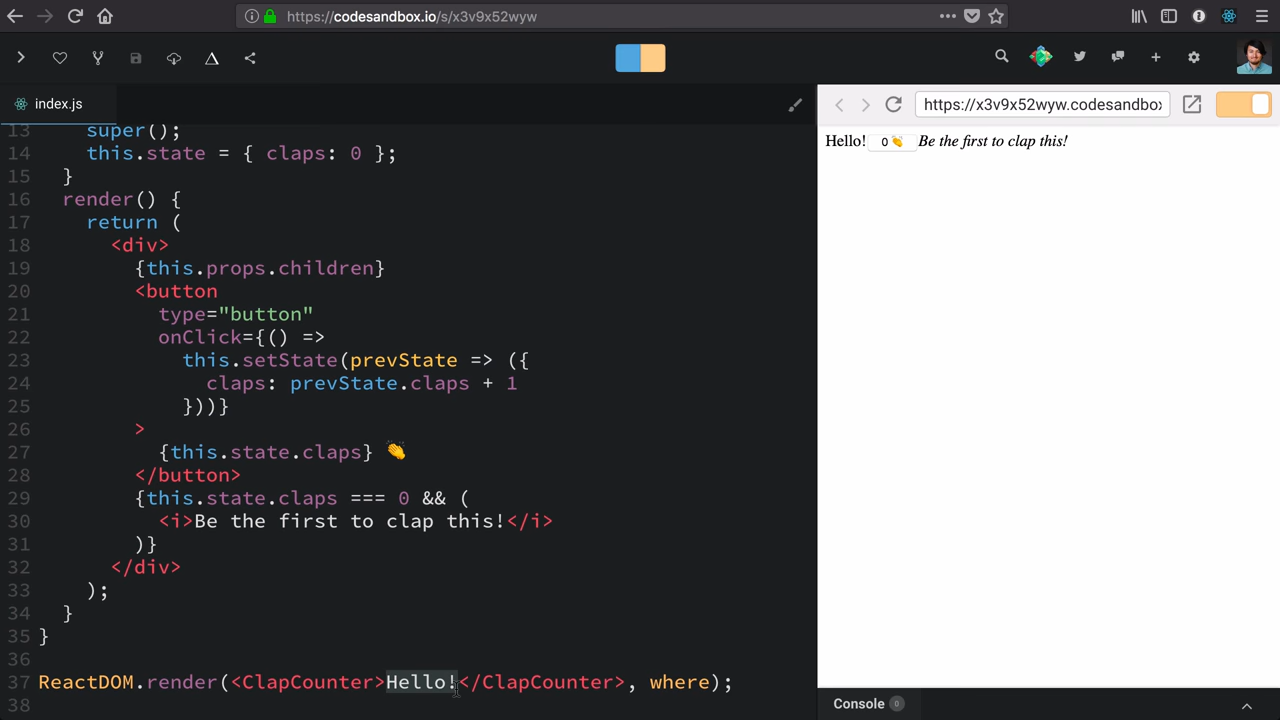 https://codesandbox.io/s/x3v9x52wyw
index.js
https://x3v9x52wyw.codesandbox
13 super();
14 this.state = { claps: 0 };
15 }
16 render() {
17 return (
18 <div>
19 {this.props.children}
20 <button
21 type="button"
22 onClick={() =>
23 this.setState(prevState => ({
24 claps: prevState.claps + 1
25 }))}
26 >
27 {this.state.claps} 👏
28 </button>
29 {this.state.claps === 0 && (
30 <i>Be the first to clap this!</i>
31 )}
32 </div>
33 );
34 }
35 }
36
37 ReactDOM.render(<ClapCounter>Hello!</ClapCounter>, where);
38
Hello! 0 👏 Be the first to clap this!
Console 0